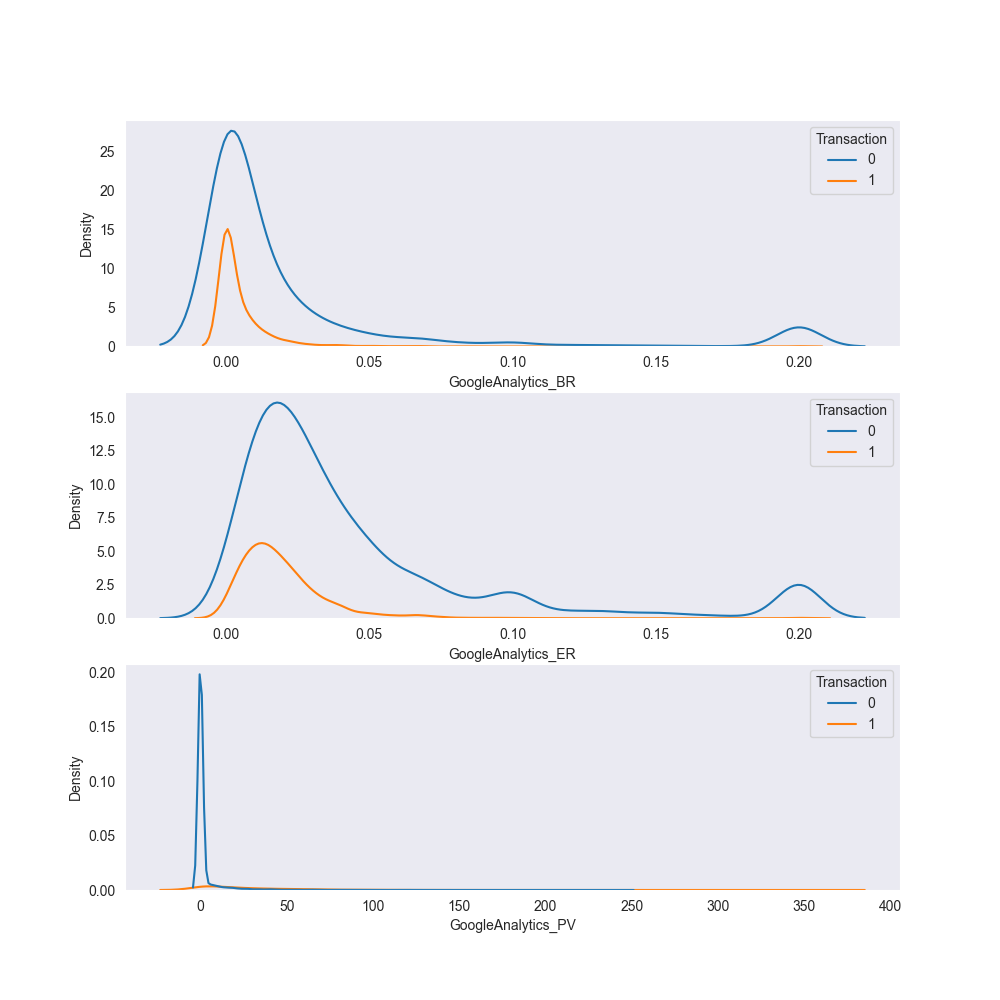 Transaction
0
1
25
20
15
10
5
0
Density
0.00 0.05 0.10 0.15 0.20
GoogleAnalytics_BR
Transaction
0
1
15.0
12.5
10.0
7.5
5.0
2.5
0.0
Density
0.00 0.05 0.10 0.15 0.20
GoogleAnalytics_ER
Transaction
0
1
0.20
0.15
0.10
0.05
0.00
Density
0 50 100 150 200 250 300 350 400
GoogleAnalytics_PV